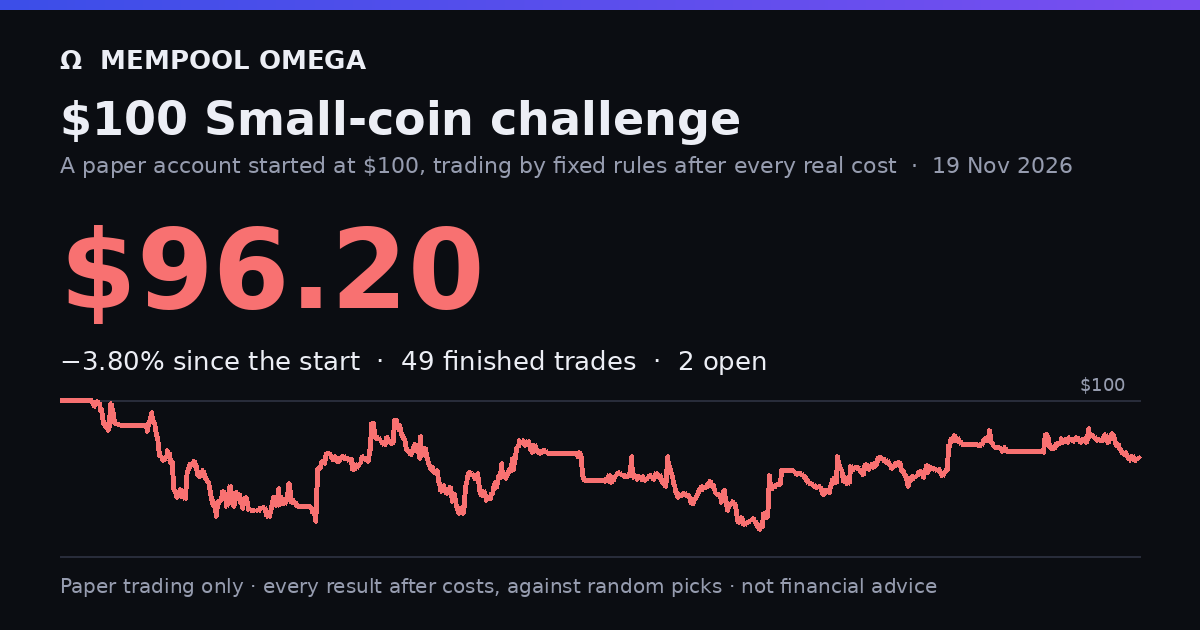 Ω MEMPOOL OMEGA
$100 Small-coin challenge
A paper account started at $100, trading by fixed rules after every real cost · 19 Nov 2026
$96.20
−3.80% since the start · 49 finished trades · 2 open
$100
Paper trading only · every result after costs, against random picks · not financial advice